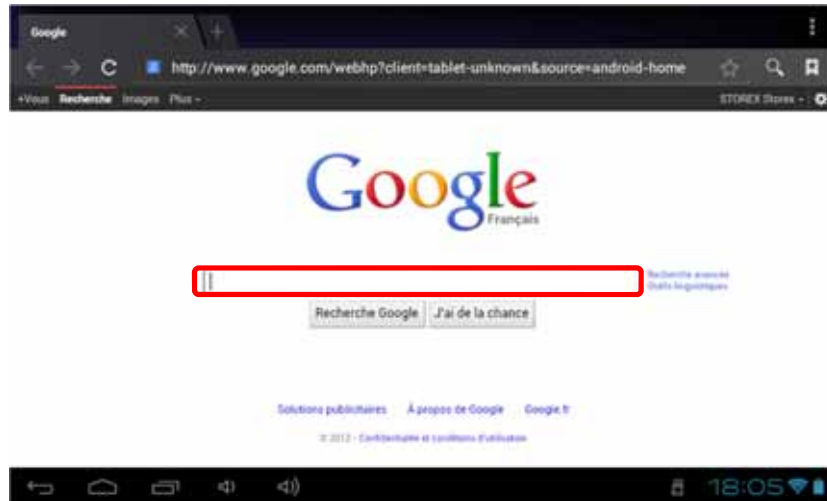 Google
http://www.google.com/webhp?client=tablet-unknown&source=android-home
+Vous Recherche Images Plus
STOREX Storex
Google
Français
Recherche avancée
Outils linguistiques
Recherche Google J'ai de la chance
Solutions publicitaires À propos de Google Google.fr
© 2012 - Confidentialité et conditions d'utilisation
18:05